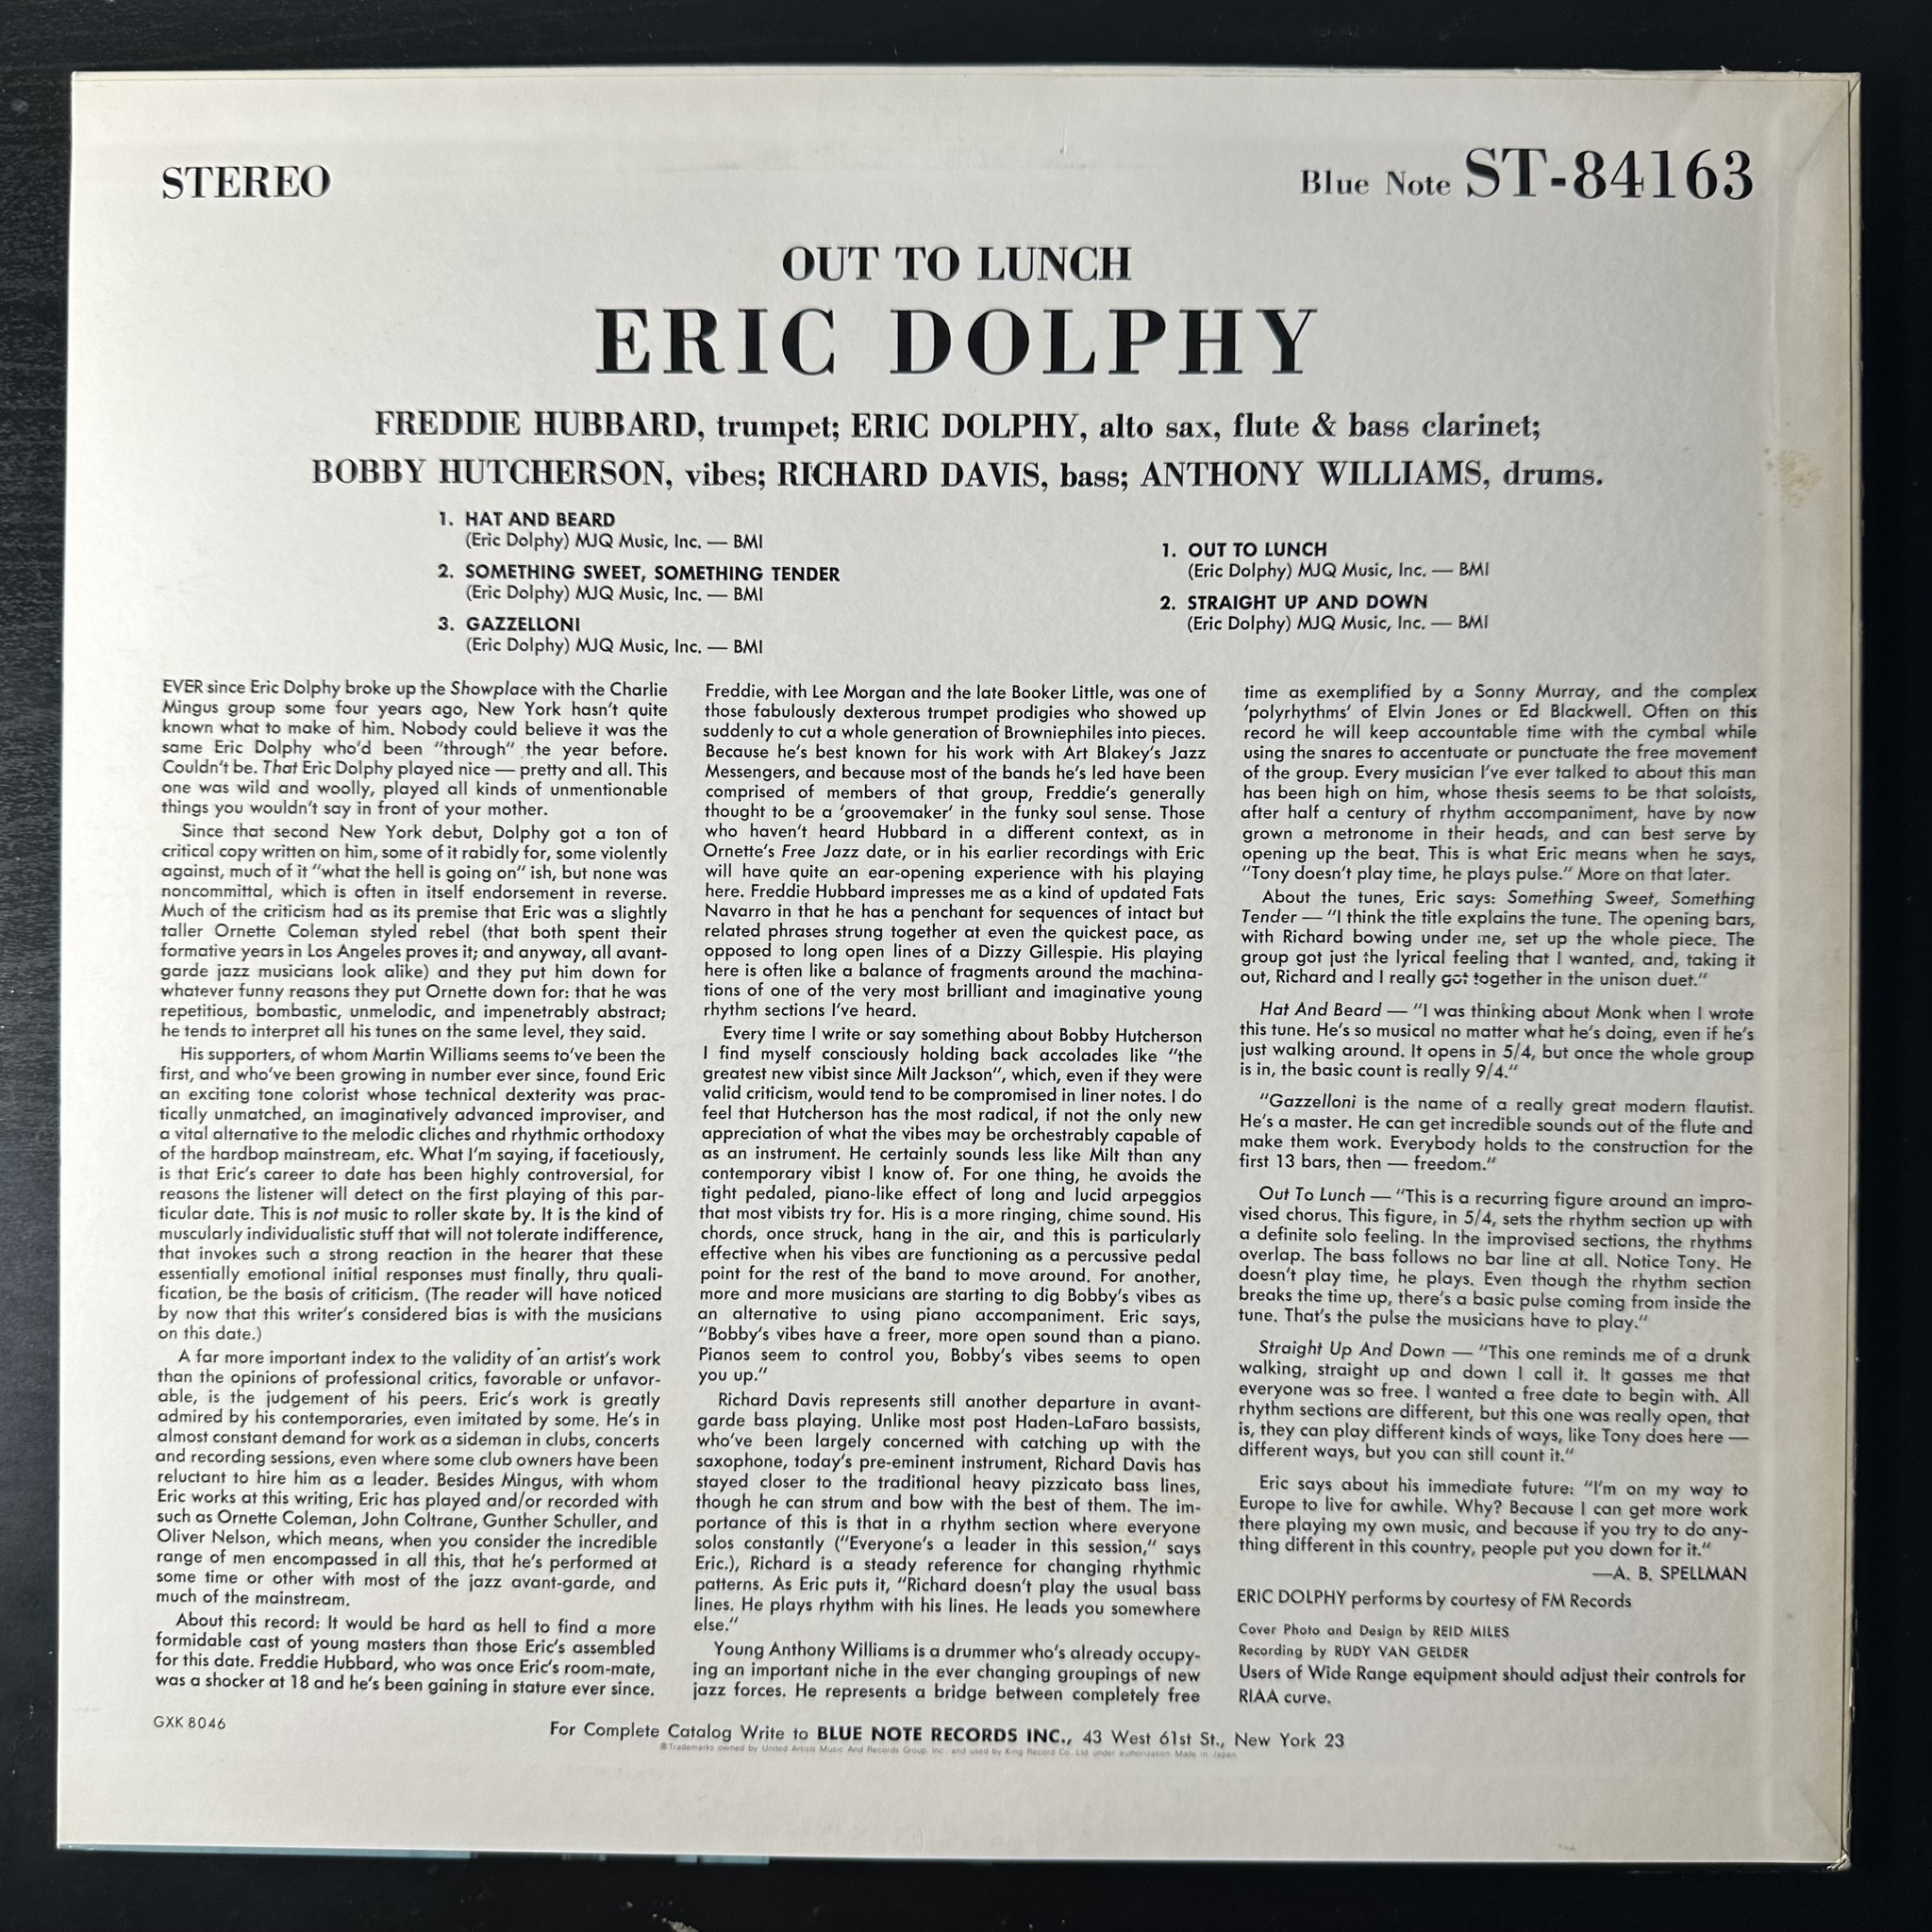 STEREO
Blue Note ST-84163
OUT TO LUNCH
ERIC DOLPHY
FREDDIE HUBBARD, trumpet; ERIC DOLPHY, alto sax, flute & bass clarinet;
BOBBY HUTCHERSON, vibes; RICHARD DAVIS, bass; ANTHONY WILLIAMS, drums.
1. HAT AND BEARD
(Eric Dolphy) MJQ Music, Inc. — BMI
2. SOMETHING SWEET, SOMETHING TENDER
(Eric Dolphy) MJQ Music, Inc. — BMI
3. GAZZELLONI
(Eric Dolphy) MJQ Music, Inc. — BMI
1. OUT TO LUNCH
(Eric Dolphy) MJQ Music, Inc. — BMI
2. STRAIGHT UP AND DOWN
(Eric Dolphy) MJQ Music, Inc. — BMI
EVER since Eric Dolphy broke up the Showplace with the Charlie
Mingus group some four years ago, New York hasn't quite
known what to make of him. Nobody could believe it was the
same Eric Dolphy who'd been "through" the year before.
Couldn't be. That Eric Dolphy played nice — pretty and all. This
one was wild and woolly, played all kinds of unmentionable
things you wouldn't say in front of your mother.
Since that second New York debut, Dolphy got a ton of
critical copy written on him, some of it rabidly for, some violently
against, much of it "what the hell is going on" ish, but none was
noncommittal, which is often in itself endorsement in reverse.
Much of the criticism had as its premise that Eric was a slightly
taller Ornette Coleman styled rebel (that both spent their
formative years in Los Angeles proves it; and anyway, all avant-
garde jazz musicians look alike) and they put him down for
whatever funny reasons they put Ornette down for: that he was
repetitious, bombastic, unmelodic, and impenetrably abstract;
he tends to interpret all his tunes on the same level, they said.
His supporters, of whom Martin Williams seems to've been the
first, and who've been growing in number ever since, found Eric
an exciting tone colorist whose technical dexterity was prac-
tically unmatched, an imaginatively advanced improviser, and
a vital alternative to the melodic cliches and rhythmic orthodoxy
of the hardbop mainstream, etc. What I'm saying, if facetiously,
is that Eric's career to date has been highly controversial, for
reasons the listener will detect on the first playing of this par-
ticular date. This is not music to roller skate by. It is the kind of
muscularly individualistic stuff that will not tolerate indifference,
that invokes such a strong reaction in the hearer that these
essentially emotional initial responses must finally, thru quali-
fication, be the basis of criticism. (The reader will have noticed
by now that this writer's considered bias is with the musicians
on this date.)
A far more important index to the validity of an artist's work
than the opinions of professional critics, favorable or unfavor-
able, is the judgement of his peers. Eric's work is greatly
admired by his contemporaries, even imitated by some. He's in
almost constant demand for work as a sideman in clubs, concerts
and recording sessions, even where some club owners have been
reluctant to hire him as a leader. Besides Mingus, with whom
Eric works at this writing, Eric has played and/or recorded with
such as Ornette Coleman, John Coltrane, Gunther Schuller, and
Oliver Nelson, which means, when you consider the incredible
range of men encompassed in all this, that he's performed at
some time or other with most of the jazz avant-garde, and
much of the mainstream.
About this record: It would be hard as hell to find a more
formidable cast of young masters than those Eric's assembled
for this date. Freddie Hubbard, who was once Eric's room-mate,
was a shocker at 18 and he's been gaining in stature ever since.
Freddie, with Lee Morgan and the late Booker Little, was one of
those fabulously dexterous trumpet prodigies who showed up
suddenly to cut a whole generation of Browniephiles into pieces.
Because he's best known for his work with Art Blakey's Jazz
Messengers, and because most of the bands he's led have been
comprised of members of that group, Freddie's generally
thought to be a 'groovemaker' in the funky soul sense. Those
who haven't heard Hubbard in a different context, as in
Ornette's Free Jazz date, or in his earlier recordings with Eric
will have quite an ear-opening experience with his playing
here. Freddie Hubbard impresses me as a kind of updated Fats
Navarro in that he has a penchant for sequences of intact but
related phrases strung together at even the quickest pace, as
opposed to long open lines of a Dizzy Gillespie. His playing
here is often like a balance of fragments around the machina-
tions of one of the very most brilliant and imaginative young
rhythm sections I've heard.
Every time I write or say something about Bobby Hutcherson
I find myself consciously holding back accolades like "the
greatest new vibist since Milt Jackson", which, even if they were
valid criticism, would tend to be compromised in liner notes. I do
feel that Hutcherson has the most radical, if not the only new
appreciation of what the vibes may be orchestrably capable of
as an instrument. He certainly sounds less like Milt than any
contemporary vibist I know of. For one thing, he avoids the
tight pedaled, piano-like effect of long and lucid arpeggios
that most vibists try for. His is a more ringing, chime sound. His
chords, once struck, hang in the air, and this is particularly
effective when his vibes are functioning as a percussive pedal
point for the rest of the band to move around. For another,
more and more musicians are starting to dig Bobby's vibes as
an alternative to using piano accompaniment. Eric says,
"Bobby's vibes have a freer, more open sound than a piano.
Pianos seem to control you, Bobby's vibes seems to open
you up."
Richard Davis represents still another departure in avant-
garde bass playing. Unlike most post Haden-LaFaro bassists,
who've been largely concerned with catching up with the
saxophone, today's pre-eminent instrument, Richard Davis has
stayed closer to the traditional heavy pizzicato bass lines,
though he can strum and bow with the best of them. The im-
portance of this is that in a rhythm section where everyone
solos constantly ("Everyone's a leader in this session," says
Eric.), Richard is a steady reference for changing rhythmic
patterns. As Eric puts it, "Richard doesn't play the usual bass
lines. He plays rhythm with his lines. He leads you somewhere
else."
Young Anthony Williams is a drummer who's already occupy-
ing an important niche in the ever changing groupings of new
jazz forces. He represents a bridge between completely free
time as exemplified by a Sonny Murray, and the complex
'polyrhythms' of Elvin Jones or Ed Blackwell. Often on this
record he will keep accountable time with the cymbal while
using the snares to accentuate or punctuate the free movement
of the group. Every musician I've ever talked to about this man
has been high on him, whose thesis seems to be that soloists,
after half a century of rhythm accompaniment, have by now
grown a metronome in their heads, and can best serve by
opening up the beat. This is what Eric means when he says,
"Tony doesn't play time, he plays pulse." More on that later.
About the tunes, Eric says: Something Sweet, Something
Tender — "I think the title explains the tune. The opening bars,
with Richard bowing under me, set up the whole piece. The
group got just the lyrical feeling that I wanted, and, taking it
out, Richard and I really got together in the unison duet."
Hat And Beard — "I was thinking about Monk when I wrote
this tune. He's so musical no matter what he's doing, even if he's
just walking around. It opens in 5/4, but once the whole group
is in, the basic count is really 9/4."
"Gazzelloni is the name of a really great modern flautist.
He's a master. He can get incredible sounds out of the flute and
make them work. Everybody holds to the construction for the
first 13 bars, then — freedom."
Out To Lunch — "This is a recurring figure around an impro-
vised chorus. This figure, in 5/4, sets the rhythm section up with
a definite solo feeling. In the improvised sections, the rhythms
overlap. The bass follows no bar line at all. Notice Tony. He
doesn't play time, he plays. Even though the rhythm section
breaks the time up, there's a basic pulse coming from inside the
tune. That's the pulse the musicians have to play."
Straight Up And Down — "This one reminds me of a drunk
walking, straight up and down I call it. It gasses me that
everyone was so free. I wanted a free date to begin with. All
rhythm sections are different, but this one was really open, that
is, they can play different kinds of ways, like Tony does here —
different ways, but you can still count it."
Eric says about his immediate future: "I'm on my way to
Europe to live for awhile. Why? Because I can get more work
there playing my own music, and because if you try to do any-
thing different in this country, people put you down for it."
—A. B. SPELLMAN
ERIC DOLPHY performs by courtesy of FM Records
Cover Photo and Design by REID MILES
Recording by RUDY VAN GELDER
Users of Wide Range equipment should adjust their controls for
RIAA curve.
GXK 8046
For Complete Catalog Write to BLUE NOTE RECORDS INC., 43 West 61st St., New York 23
®Trademarks owned by United Artists Music And Records Group, Inc. and used by King Record Co. Ltd. under authorization. Made in Japan